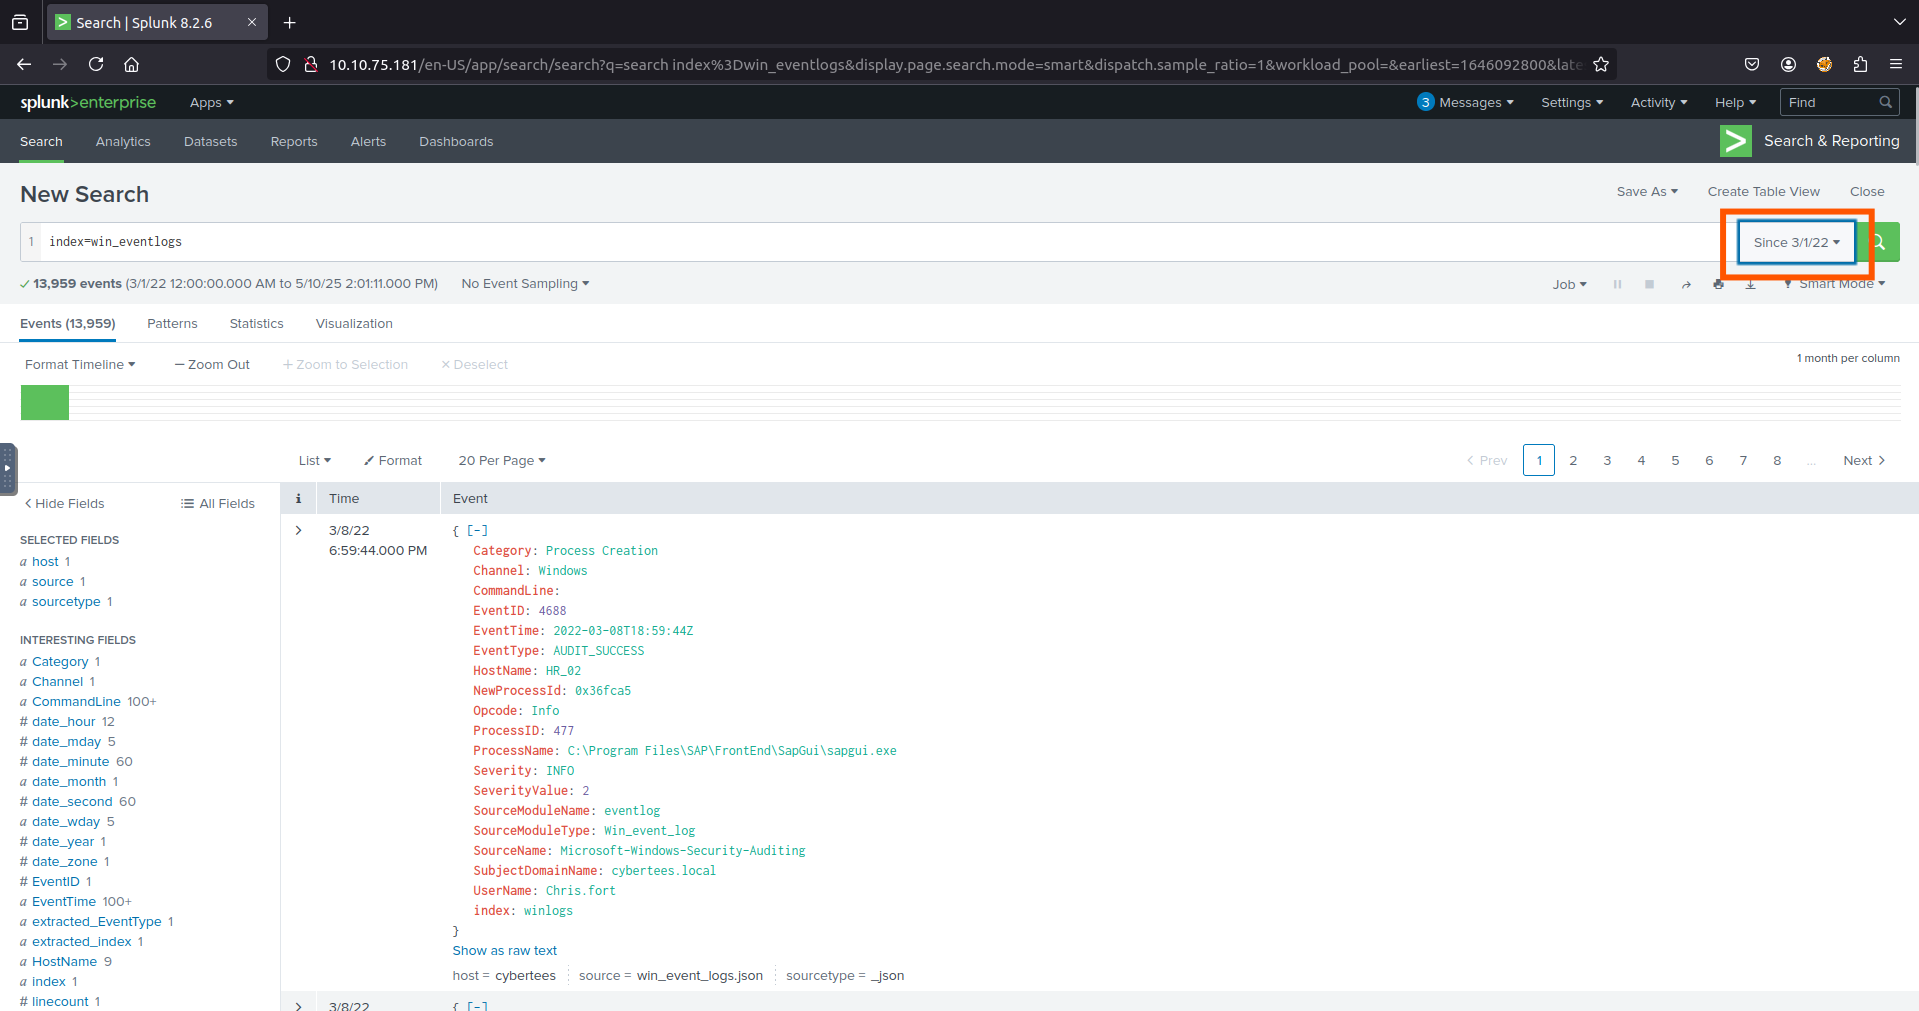 Search | Splunk 8.2.6
10.10.75.181/en-US/app/search/search?q=search index%3Dwin_eventlogs&display.page.search.mode=smart&dispatch.sample_ratio=1&workload_pool=&earliest=1646092800&late
splunk>enterprise Apps 3 Messages Settings Activity Help Find
Search Analytics Datasets Reports Alerts Dashboards Search & Reporting
New Search Save As Create Table View Close
1 index=win_eventlogs Since 3/1/22
13,959 events (3/1/22 12:00:00.000 AM to 5/10/25 2:01:11.000 PM) No Event Sampling Job Smart Mode
Events (13,959) Patterns Statistics Visualization
Format Timeline — Zoom Out + Zoom to Selection × Deselect 1 month per column
List Format 20 Per Page < Prev 1 2 3 4 5 6 7 8 ... Next >
< Hide Fields All Fields i Time Event
SELECTED FIELDS
a host 1
a source 1
a sourcetype 1
INTERESTING FIELDS
a Category 1
a Channel 1
a CommandLine 100+
# date_hour 12
# date_mday 5
# date_minute 60
a date_month 1
# date_second 60
a date_wday 5
# date_year 1
# date_zone 1
# EventID 1
a EventTime 100+
a extracted_EventType 1
a extracted_index 1
a HostName 9
a index 1
# linecount 1
> 3/8/22
6:59:44.000 PM
{ [-]
Category: Process Creation
Channel: Windows
CommandLine:
EventID: 4688
EventTime: 2022-03-08T18:59:44Z
EventType: AUDIT_SUCCESS
HostName: HR_02
NewProcessId: 0x36fca5
Opcode: Info
ProcessID: 477
ProcessName: C:\Program Files\SAP\FrontEnd\SapGui\sapgui.exe
Severity: INFO
SeverityValue: 2
SourceModuleName: eventlog
SourceModuleType: Win_event_log
SourceName: Microsoft-Windows-Security-Auditing
SubjectDomainName: cybertees.local
UserName: Chris.fort
index: winlogs
}
Show as raw text
host = cybertees source = win_event_logs.json sourcetype = _json
> 3/8/22 { [-]